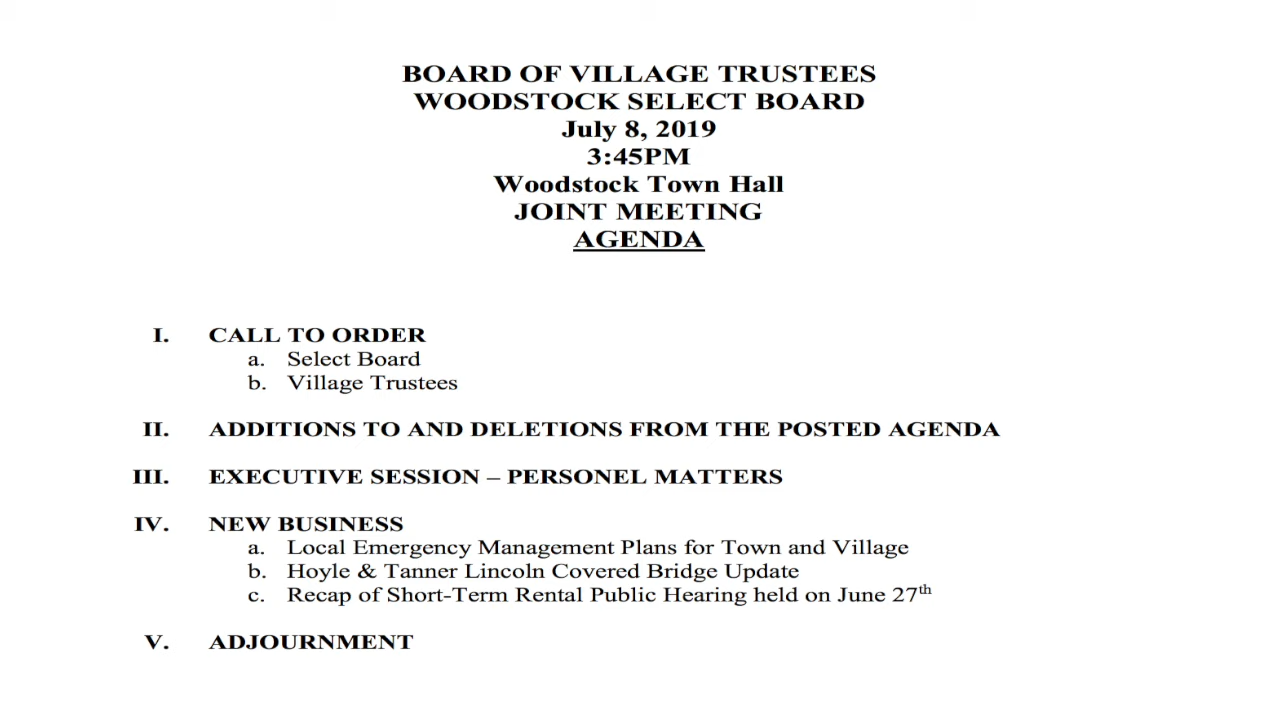 BOARD OF VILLAGE TRUSTEES
WOODSTOCK SELECT BOARD
July 8, 2019
3:45PM
Woodstock Town Hall
JOINT MEETING
AGENDA
I. CALL TO ORDER
a. Select Board
b. Village Trustees
II. ADDITIONS TO AND DELETIONS FROM THE POSTED AGENDA
III. EXECUTIVE SESSION – PERSONEL MATTERS
IV. NEW BUSINESS
a. Local Emergency Management Plans for Town and Village
b. Hoyle & Tanner Lincoln Covered Bridge Update
c. Recap of Short-Term Rental Public Hearing held on June 27th
V. ADJOURNMENT